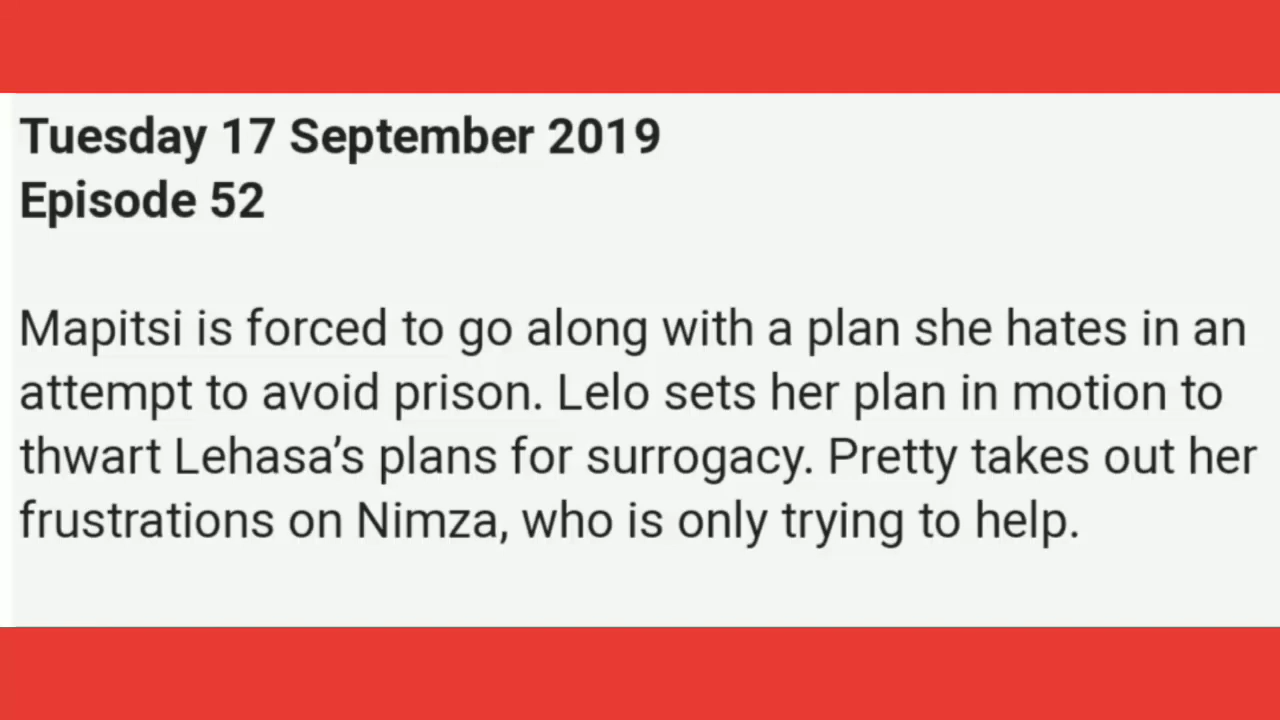 Tuesday 17 September 2019
Episode 52
Mapitsi is forced to go along with a plan she hates in an
attempt to avoid prison. Lelo sets her plan in motion to
thwart Lehasa’s plans for surrogacy. Pretty takes out her
frustrations on Nimza, who is only trying to help.